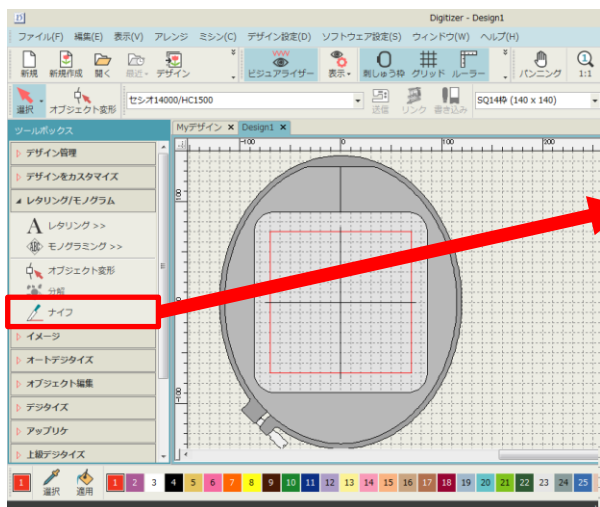 Digitizer - Design1
ファイル(F) 編集(E) 表示(V) アレンジ ミシン(C) デザイン設定(D) ソフトウェア設定(S) ウィンドウ(W) ヘルプ(H)
新規 新規作成 開く 最近 デザイン ビジュアライザー 表示 刺しゅう枠 グリッド ルーラー パンニング 1:1
選択 オブジェクト変形 セシオ14000/HC1500 送信 リンク 書き込み SQ14枠 (140 x 140)
ツールボックス
Myデザイン Design1
デザイン管理
デザインをカスタマイズ
レタリング/モノグラム
レタリング >>
モノグラミング >>
オブジェクト変形
分解
ナイフ
イメージ
オートデジタイズ
オブジェクト編集
デジタイズ
アップリケ
上級デジタイズ
-100 0 100 200
100
0
-100
1 選択 適用 1 2 3 4 5 6 7 8 9 10 11 12 13 14 15 16 17 18 19 20 21 22 23 24 25